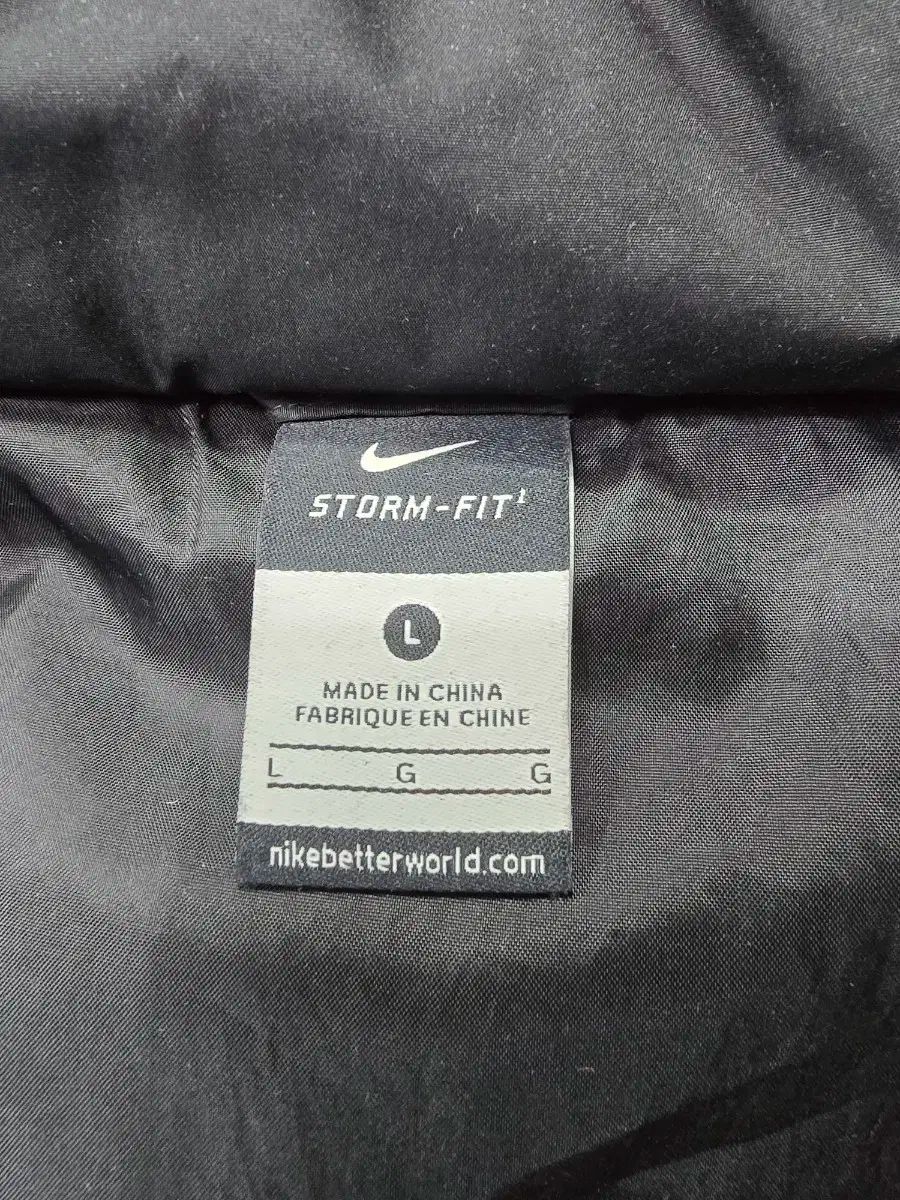 STORM-FIT¹
L
MADE IN CHINA
FABRIQUE EN CHINE
L G G
nikebetterworld.com